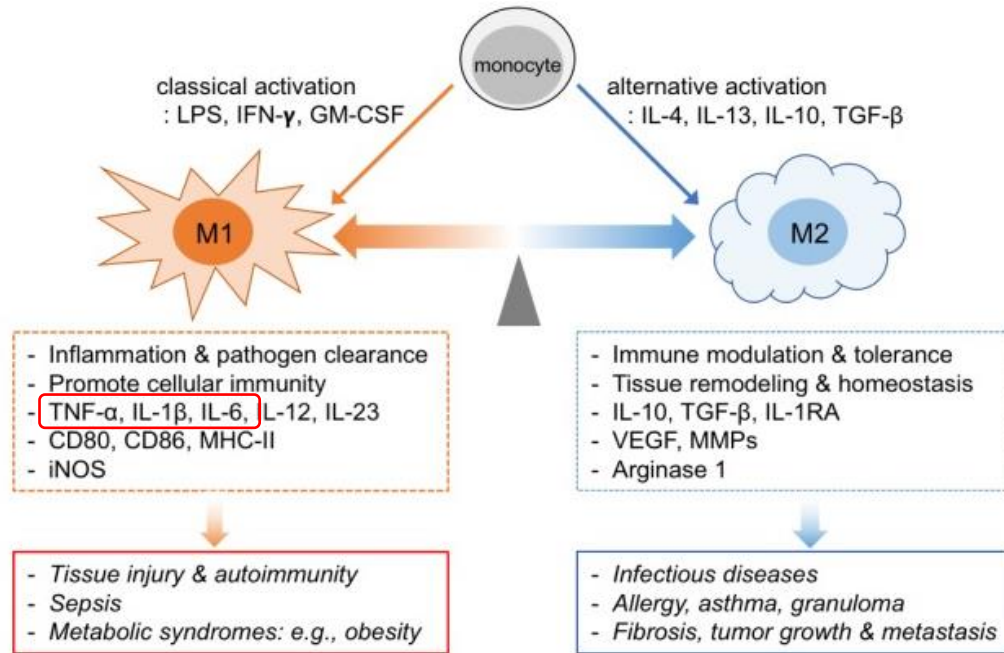 monocyte
classical activation
: LPS, IFN-γ, GM-CSF
alternative activation
: IL-4, IL-13, IL-10, TGF-β
M1
M2
- Inflammation & pathogen clearance
- Promote cellular immunity
- TNF-α, IL-1β, IL-6, IL-12, IL-23
- CD80, CD86, MHC-II
- iNOS
- Immune modulation & tolerance
- Tissue remodeling & homeostasis
- IL-10, TGF-β, IL-1RA
- VEGF, MMPs
- Arginase 1
- Tissue injury & autoimmunity
- Sepsis
- Metabolic syndromes: e.g., obesity
- Infectious diseases
- Allergy, asthma, granuloma
- Fibrosis, tumor growth & metastasis